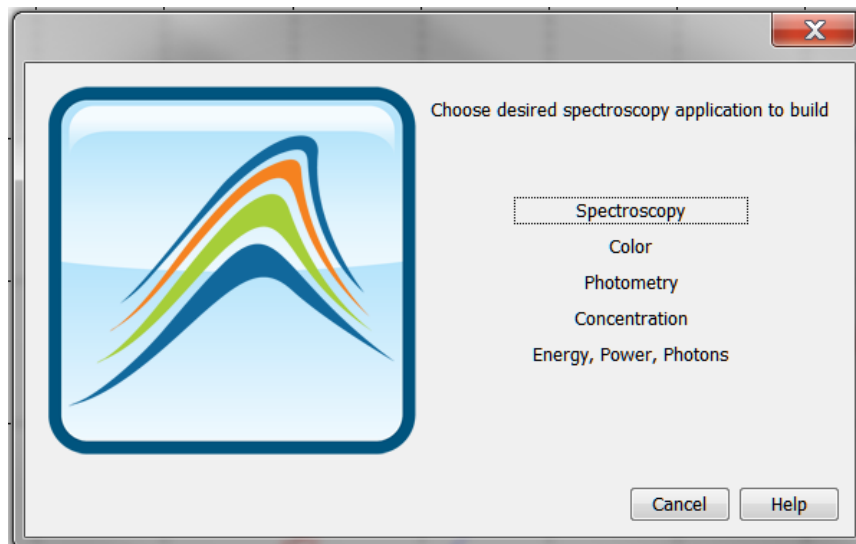 Choose desired spectroscopy application to build
Spectroscopy
Color
Photometry
Concentration
Energy, Power, Photons
Cancel
Help